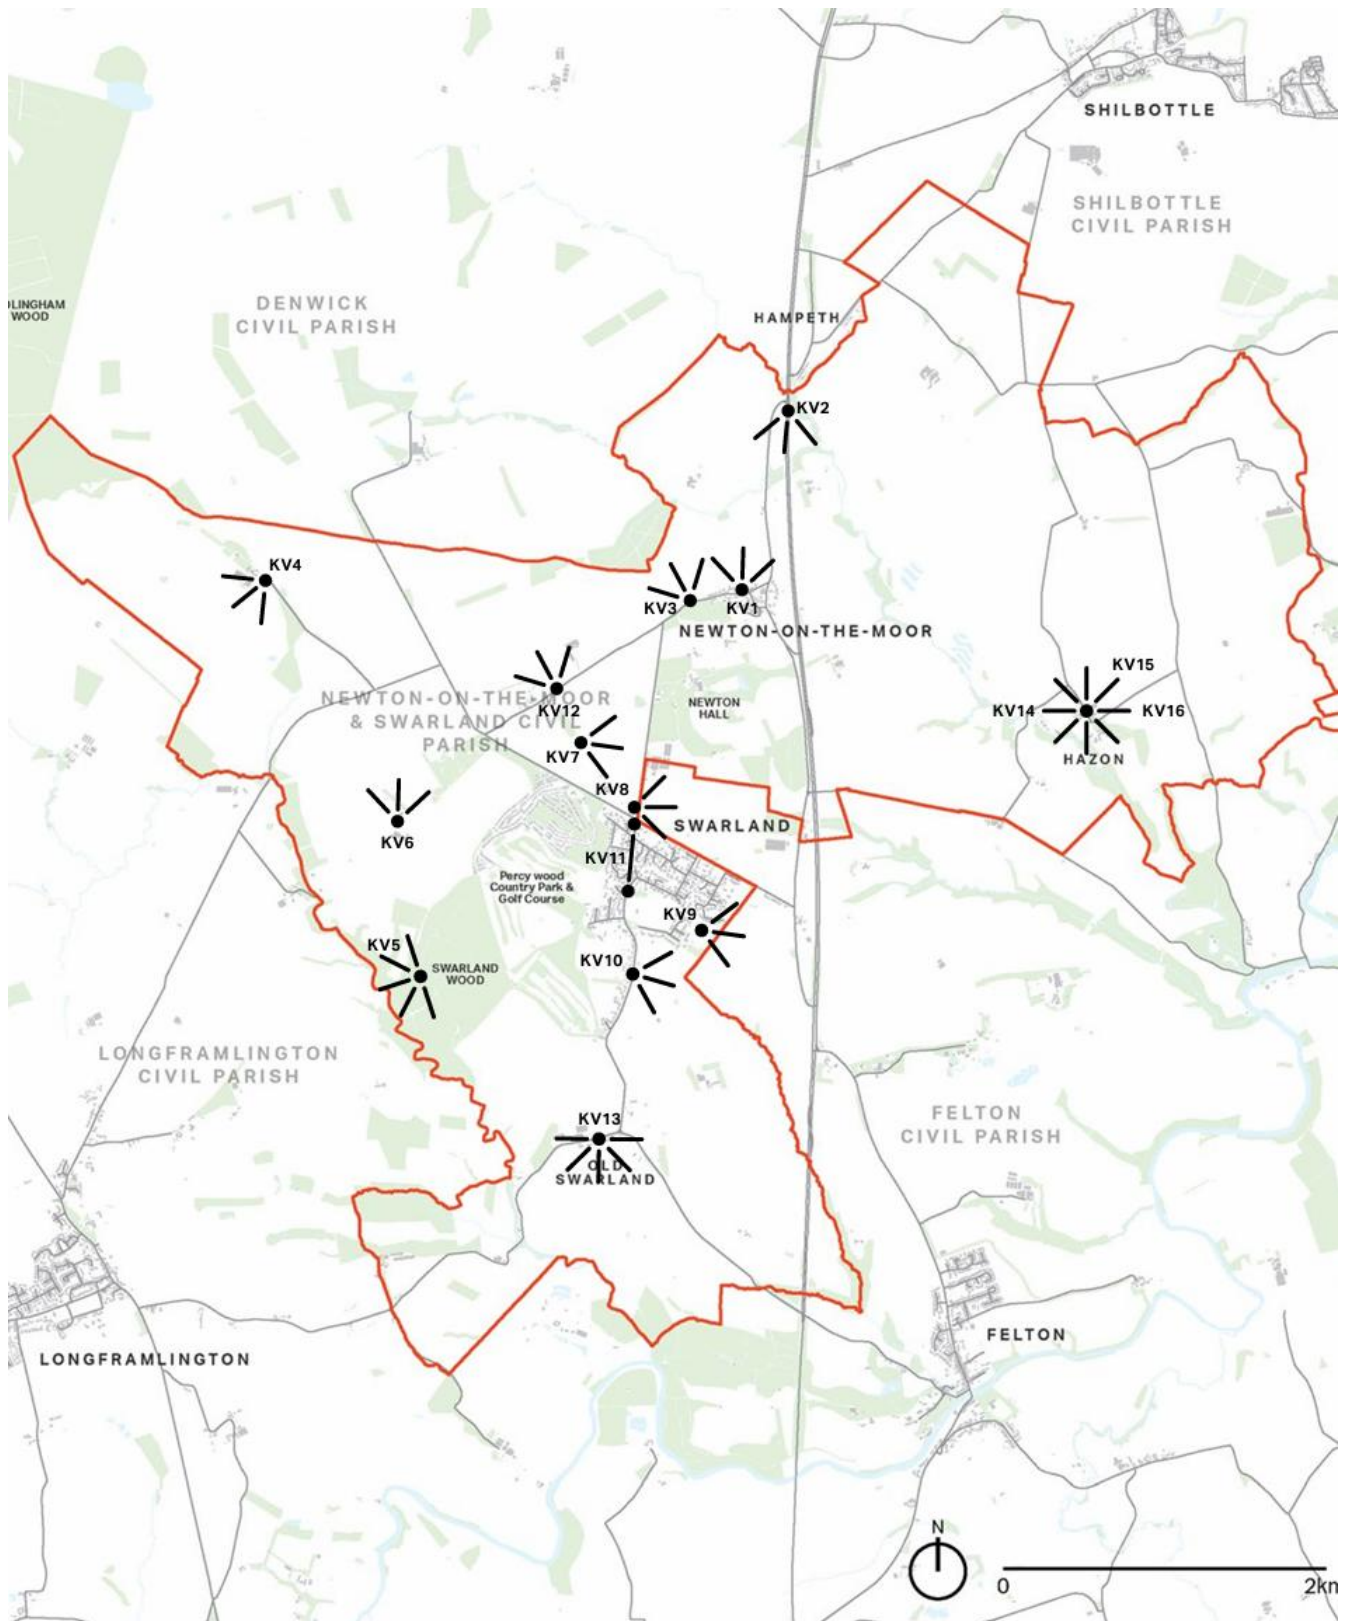 SHILBOTTLE
SHILBOTTLE
CIVIL PARISH
DENWICK
CIVIL PARISH
DLINGHAM
WOOD
HAMPETH
KV2
KV4
KV3
KV1
NEWTON-ON-THE-MOOR
KV15
KV14
KV16
HAZON
NEWTON-ON-THE-MOOR
& SWARLAND CIVIL
PARISH
KV12
NEWTON
HALL
KV7
KV8
SWARLAND
KV6
KV11
Percy wood
Country Park &
Golf Course
KV9
KV5
SWARLAND
WOOD
KV10
LONGFRAMLINGTON
CIVIL PARISH
KV13
OLD
SWARLAND
FELTON
CIVIL PARISH
FELTON
LONGFRAMLINGTON
N
0
2km